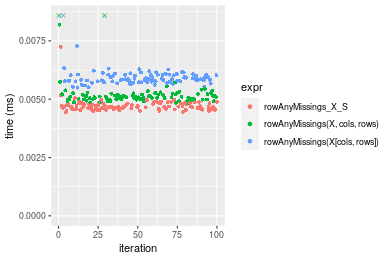 time (ms)
0.0075
0.0050
0.0025
0.0000
0
25
50
75
100
iteration
expr
rowAnyMissings_X_S
rowAnyMissings(X, cols, rows)
rowAnyMissings(X[cols, rows])